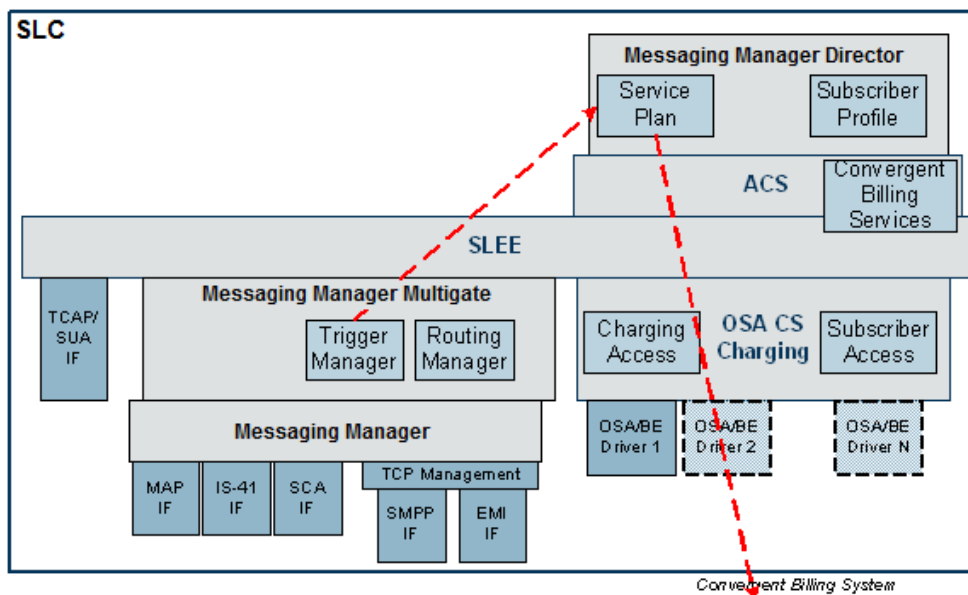 SLC
Messaging Manager Director
Service
Plan
Subscriber
Profile
ACS
Convergent
Billing
Services
SLEE
TCAP/
SUA
IF
Messaging Manager Multigate
Trigger
Manager
Routing
Manager
Charging
Access
OSA CS
Charging
Subscriber
Access
Messaging Manager
OSA/BE
Driver 1
OSA/BE
Driver 2
OSA/BE
Driver N
MAP
IF
IS-41
IF
SCA
IF
TCP Management
SMPP
IF
EMI
IF
Convergent Billing System